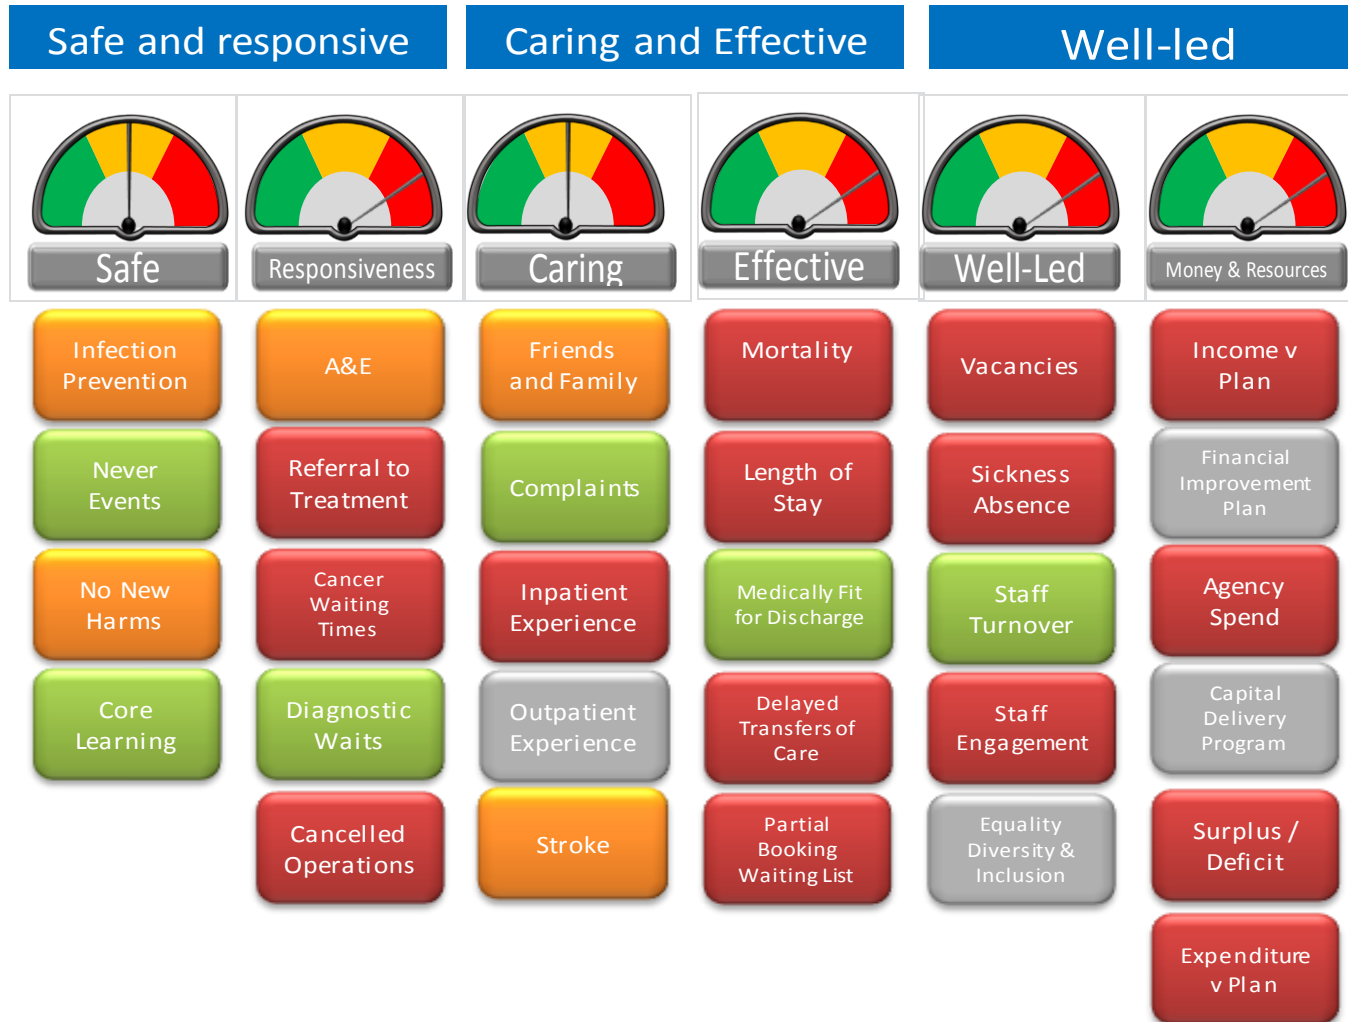 Safe and responsive
Caring and Effective
Well-led
Safe
Responsiveness
Caring
Effective
Well-Led
Money & Resources
Infection
Prevention
Never
Events
No New
Harms
Core
Learning
A&E
Referral to
Treatment
Cancer
Waiting
Times
Diagnostic
Waits
Cancelled
Operations
Friends
and Family
Complaints
Inpatient
Experience
Outpatient
Experience
Stroke
Mortality
Length of
Stay
Medically Fit
for Discharge
Delayed
Transfers of
Care
Partial
Booking
Waiting List
Vacancies
Sickness
Absence
Staff
Turnover
Staff
Engagement
Equality
Diversity &
Inclusion
Income v
Plan
Financial
Improvement
Plan
Agency
Spend
Capital
Delivery
Program
Surplus /
Deficit
Expenditure
v Plan